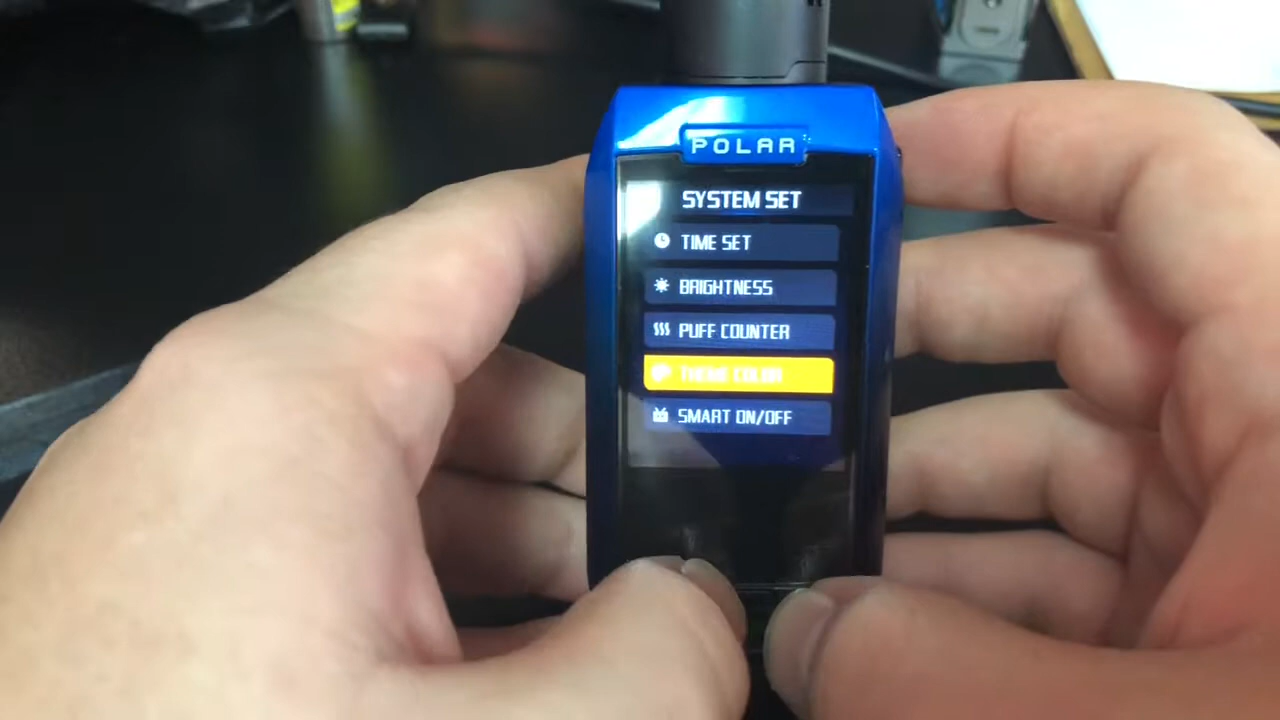 POLAR
SYSTEM SET
TIME SET
BRIGHTNESS
PUFF COUNTER
THEME COLOR
SMART ON/OFF